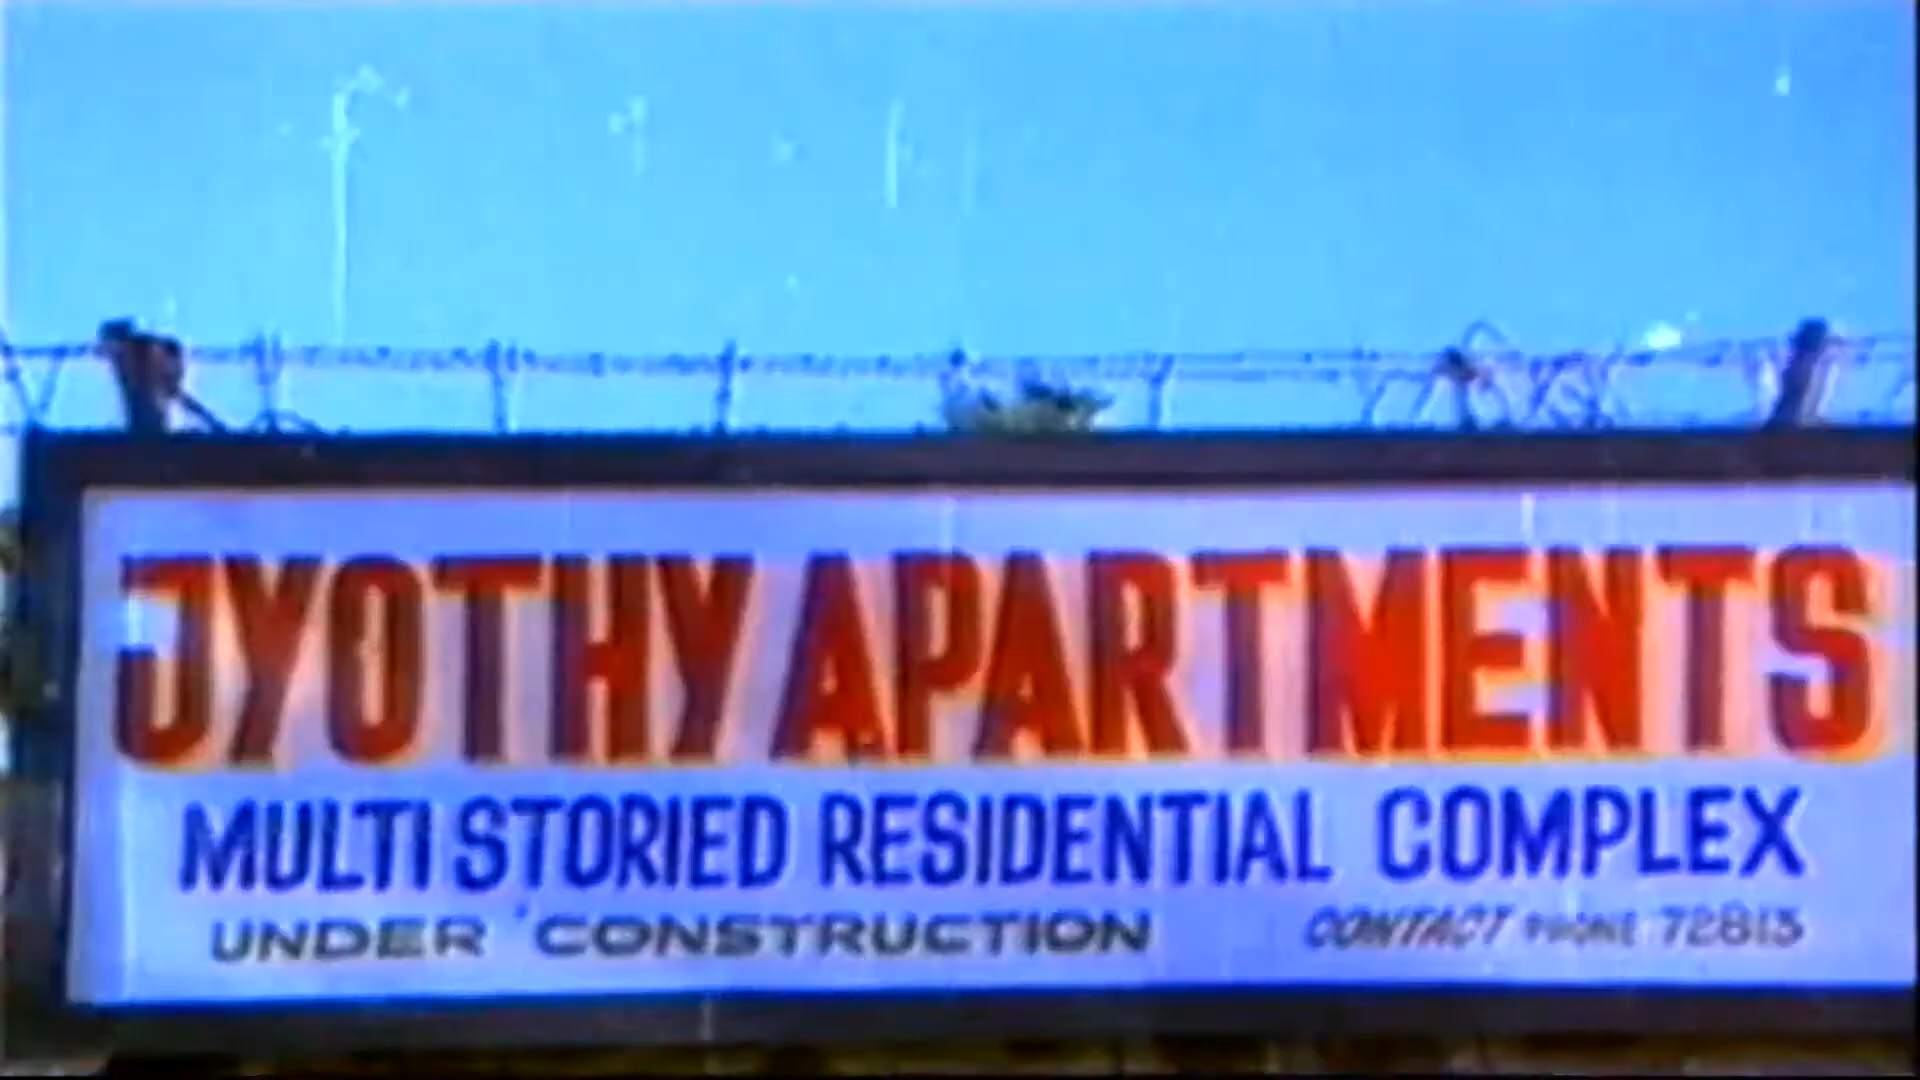 JYOTHY APARTMENTS
MULTI STORIED RESIDENTIAL COMPLEX
UNDER CONSTRUCTION CONTACT PHONE 72813